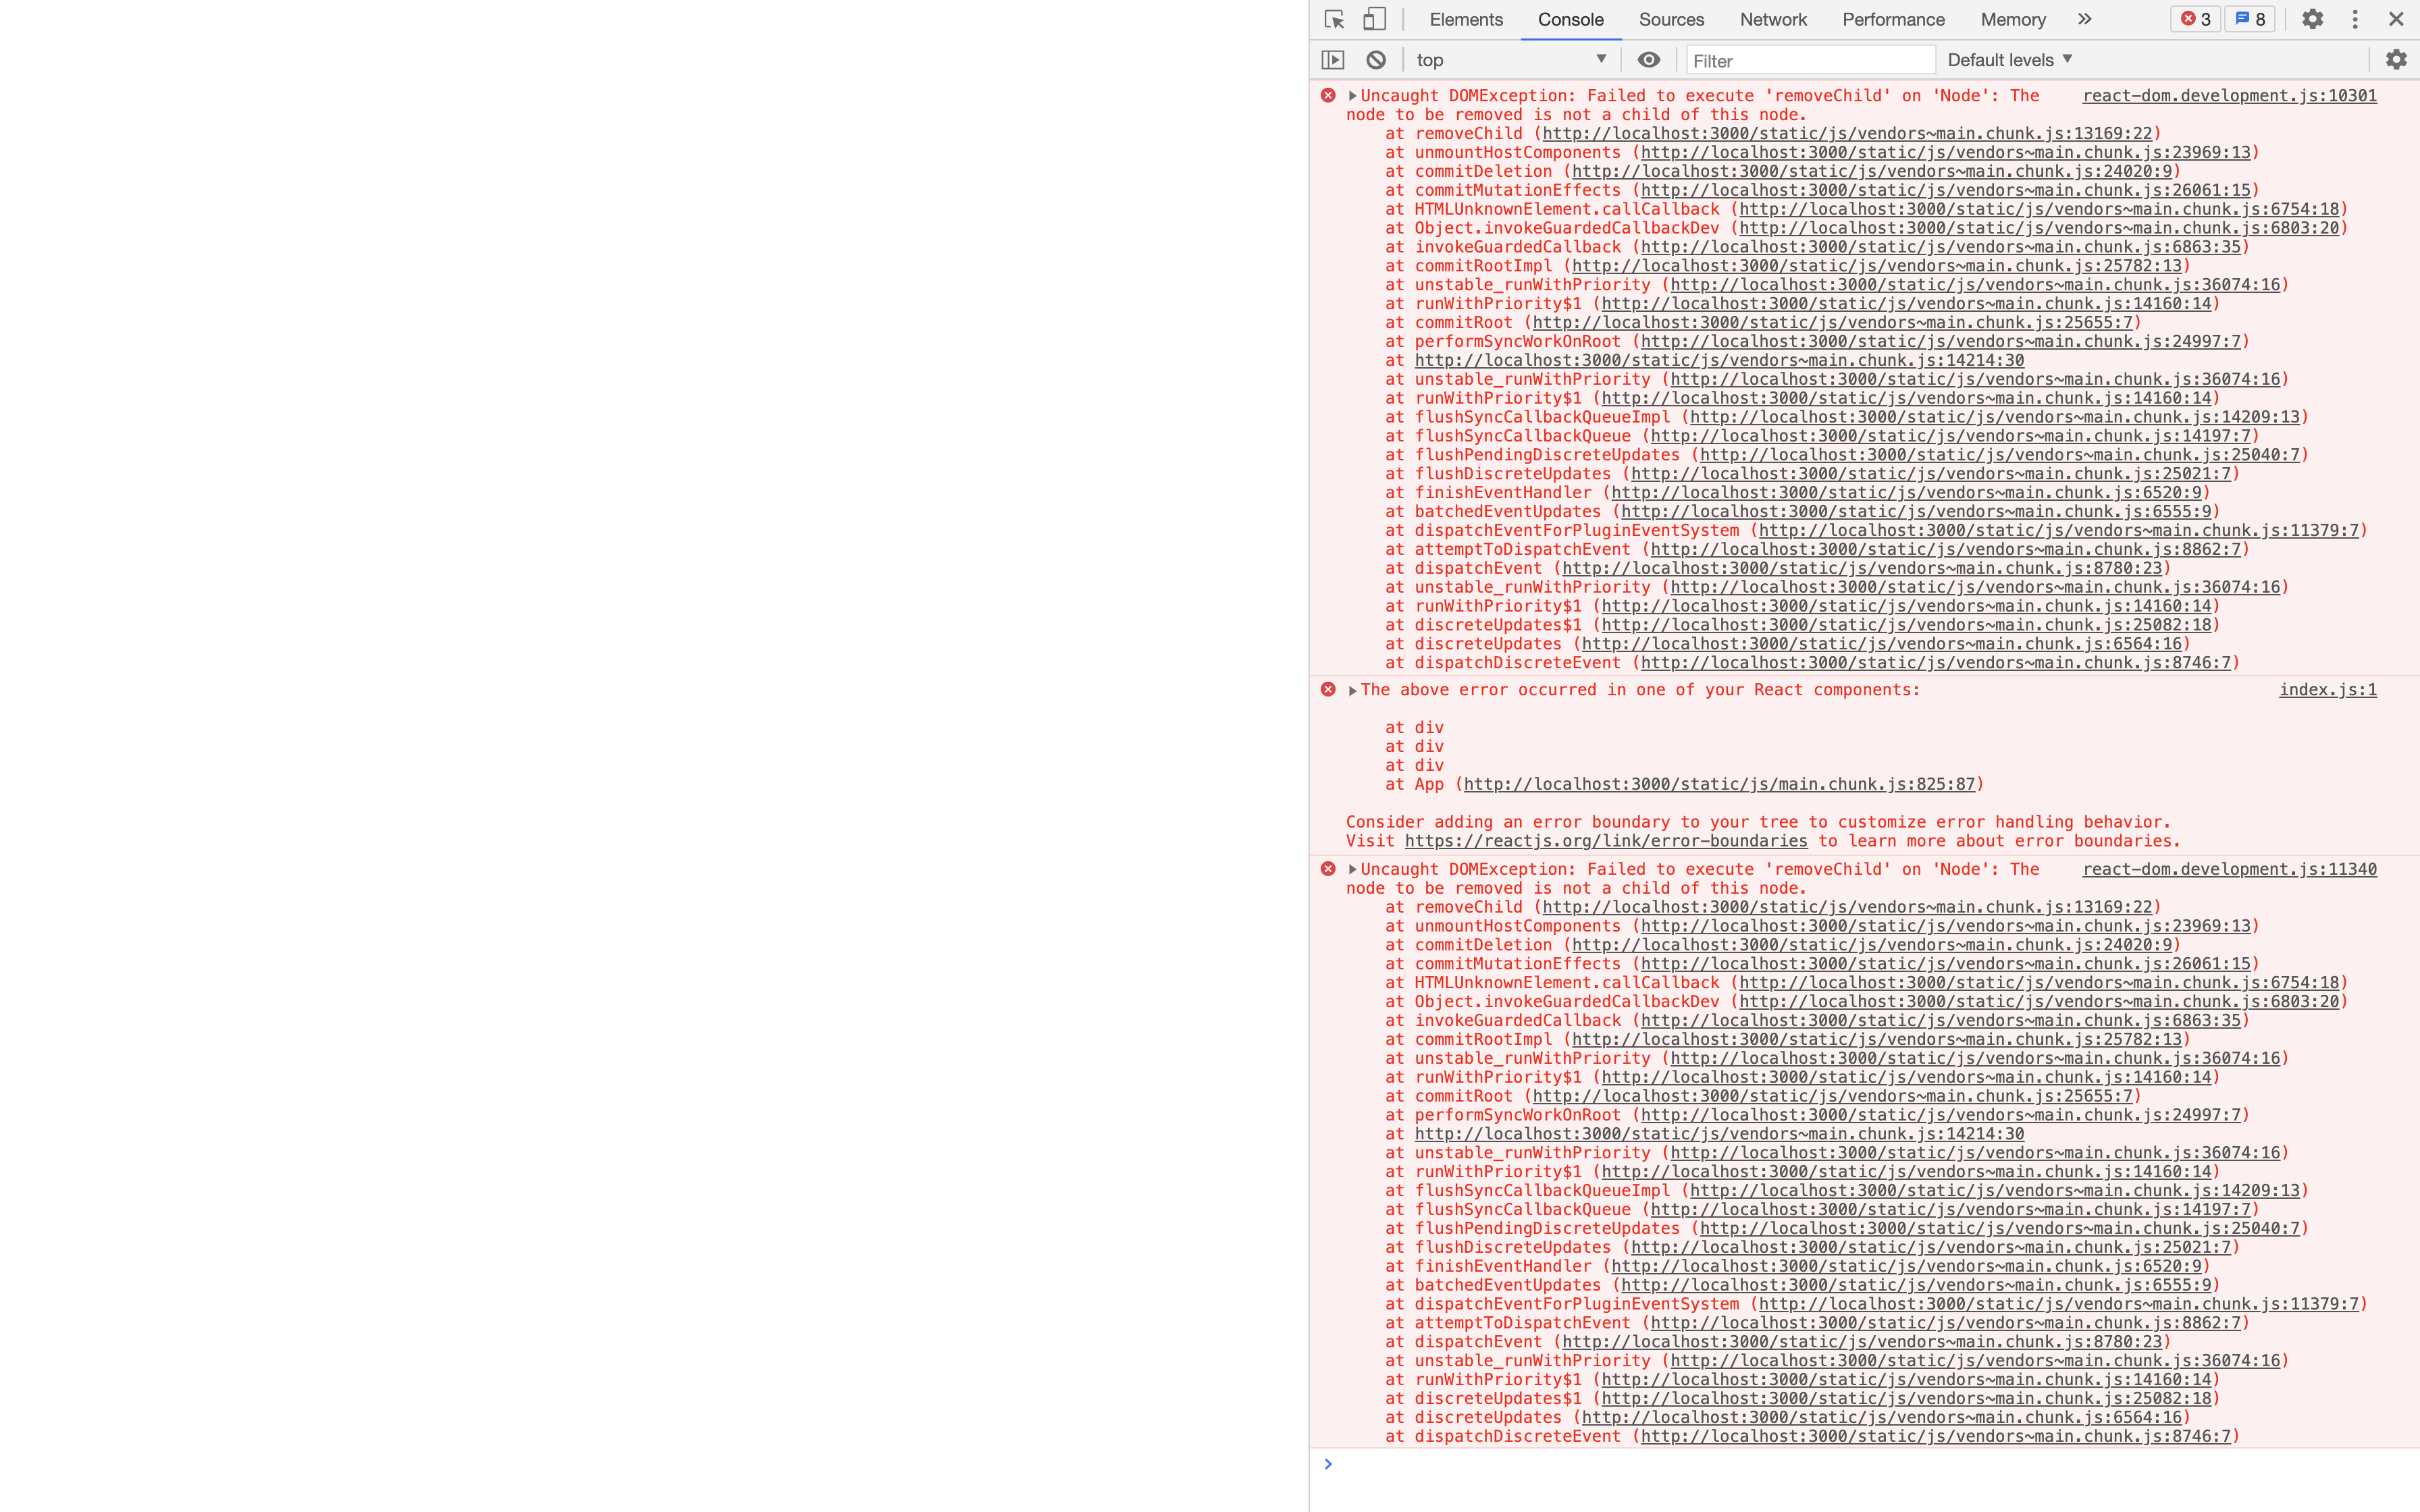 Elements Console Sources Network Performance Memory » 3 8
top Filter Default levels
Uncaught DOMException: Failed to execute 'removeChild' on 'Node': The react-dom.development.js:10301
node to be removed is not a child of this node.
at removeChild (http://localhost:3000/static/js/vendors~main.chunk.js:13169:22)
at unmountHostComponents (http://localhost:3000/static/js/vendors~main.chunk.js:23969:13)
at commitDeletion (http://localhost:3000/static/js/vendors~main.chunk.js:24020:9)
at commitMutationEffects (http://localhost:3000/static/js/vendors~main.chunk.js:26061:15)
at HTMLUnknownElement.callCallback (http://localhost:3000/static/js/vendors~main.chunk.js:6754:18)
at Object.invokeGuardedCallbackDev (http://localhost:3000/static/js/vendors~main.chunk.js:6803:20)
at invokeGuardedCallback (http://localhost:3000/static/js/vendors~main.chunk.js:6863:35)
at commitRootImpl (http://localhost:3000/static/js/vendors~main.chunk.js:25782:13)
at unstable_runWithPriority (http://localhost:3000/static/js/vendors~main.chunk.js:36074:16)
at runWithPriority$1 (http://localhost:3000/static/js/vendors~main.chunk.js:14160:14)
at commitRoot (http://localhost:3000/static/js/vendors~main.chunk.js:25655:7)
at performSyncWorkOnRoot (http://localhost:3000/static/js/vendors~main.chunk.js:24997:7)
at http://localhost:3000/static/js/vendors~main.chunk.js:14214:30
at unstable_runWithPriority (http://localhost:3000/static/js/vendors~main.chunk.js:36074:16)
at runWithPriority$1 (http://localhost:3000/static/js/vendors~main.chunk.js:14160:14)
at flushSyncCallbackQueueImpl (http://localhost:3000/static/js/vendors~main.chunk.js:14209:13)
at flushSyncCallbackQueue (http://localhost:3000/static/js/vendors~main.chunk.js:14197:7)
at flushPendingDiscreteUpdates (http://localhost:3000/static/js/vendors~main.chunk.js:25040:7)
at flushDiscreteUpdates (http://localhost:3000/static/js/vendors~main.chunk.js:25021:7)
at finishEventHandler (http://localhost:3000/static/js/vendors~main.chunk.js:6520:9)
at batchedEventUpdates (http://localhost:3000/static/js/vendors~main.chunk.js:6555:9)
at dispatchEventForPluginEventSystem (http://localhost:3000/static/js/vendors~main.chunk.js:11379:7)
at attemptToDispatchEvent (http://localhost:3000/static/js/vendors~main.chunk.js:8862:7)
at dispatchEvent (http://localhost:3000/static/js/vendors~main.chunk.js:8780:23)
at unstable_runWithPriority (http://localhost:3000/static/js/vendors~main.chunk.js:36074:16)
at runWithPriority$1 (http://localhost:3000/static/js/vendors~main.chunk.js:14160:14)
at discreteUpdates$1 (http://localhost:3000/static/js/vendors~main.chunk.js:25082:18)
at discreteUpdates (http://localhost:3000/static/js/vendors~main.chunk.js:6564:16)
at dispatchDiscreteEvent (http://localhost:3000/static/js/vendors~main.chunk.js:8746:7)
The above error occurred in one of your React components: index.js:1
at div
at div
at div
at App (http://localhost:3000/static/js/main.chunk.js:825:87)
Consider adding an error boundary to your tree to customize error handling behavior.
Visit https://reactjs.org/link/error-boundaries to learn more about error boundaries.
Uncaught DOMException: Failed to execute 'removeChild' on 'Node': The react-dom.development.js:11340
node to be removed is not a child of this node.
at removeChild (http://localhost:3000/static/js/vendors~main.chunk.js:13169:22)
at unmountHostComponents (http://localhost:3000/static/js/vendors~main.chunk.js:23969:13)
at commitDeletion (http://localhost:3000/static/js/vendors~main.chunk.js:24020:9)
at commitMutationEffects (http://localhost:3000/static/js/vendors~main.chunk.js:26061:15)
at HTMLUnknownElement.callCallback (http://localhost:3000/static/js/vendors~main.chunk.js:6754:18)
at Object.invokeGuardedCallbackDev (http://localhost:3000/static/js/vendors~main.chunk.js:6803:20)
at invokeGuardedCallback (http://localhost:3000/static/js/vendors~main.chunk.js:6863:35)
at commitRootImpl (http://localhost:3000/static/js/vendors~main.chunk.js:25782:13)
at unstable_runWithPriority (http://localhost:3000/static/js/vendors~main.chunk.js:36074:16)
at runWithPriority$1 (http://localhost:3000/static/js/vendors~main.chunk.js:14160:14)
at commitRoot (http://localhost:3000/static/js/vendors~main.chunk.js:25655:7)
at performSyncWorkOnRoot (http://localhost:3000/static/js/vendors~main.chunk.js:24997:7)
at http://localhost:3000/static/js/vendors~main.chunk.js:14214:30
at unstable_runWithPriority (http://localhost:3000/static/js/vendors~main.chunk.js:36074:16)
at runWithPriority$1 (http://localhost:3000/static/js/vendors~main.chunk.js:14160:14)
at flushSyncCallbackQueueImpl (http://localhost:3000/static/js/vendors~main.chunk.js:14209:13)
at flushSyncCallbackQueue (http://localhost:3000/static/js/vendors~main.chunk.js:14197:7)
at flushPendingDiscreteUpdates (http://localhost:3000/static/js/vendors~main.chunk.js:25040:7)
at flushDiscreteUpdates (http://localhost:3000/static/js/vendors~main.chunk.js:25021:7)
at finishEventHandler (http://localhost:3000/static/js/vendors~main.chunk.js:6520:9)
at batchedEventUpdates (http://localhost:3000/static/js/vendors~main.chunk.js:6555:9)
at dispatchEventForPluginEventSystem (http://localhost:3000/static/js/vendors~main.chunk.js:11379:7)
at attemptToDispatchEvent (http://localhost:3000/static/js/vendors~main.chunk.js:8862:7)
at dispatchEvent (http://localhost:3000/static/js/vendors~main.chunk.js:8780:23)
at unstable_runWithPriority (http://localhost:3000/static/js/vendors~main.chunk.js:36074:16)
at runWithPriority$1 (http://localhost:3000/static/js/vendors~main.chunk.js:14160:14)
at discreteUpdates$1 (http://localhost:3000/static/js/vendors~main.chunk.js:25082:18)
at discreteUpdates (http://localhost:3000/static/js/vendors~main.chunk.js:6564:16)
at dispatchDiscreteEvent (http://localhost:3000/static/js/vendors~main.chunk.js:8746:7)